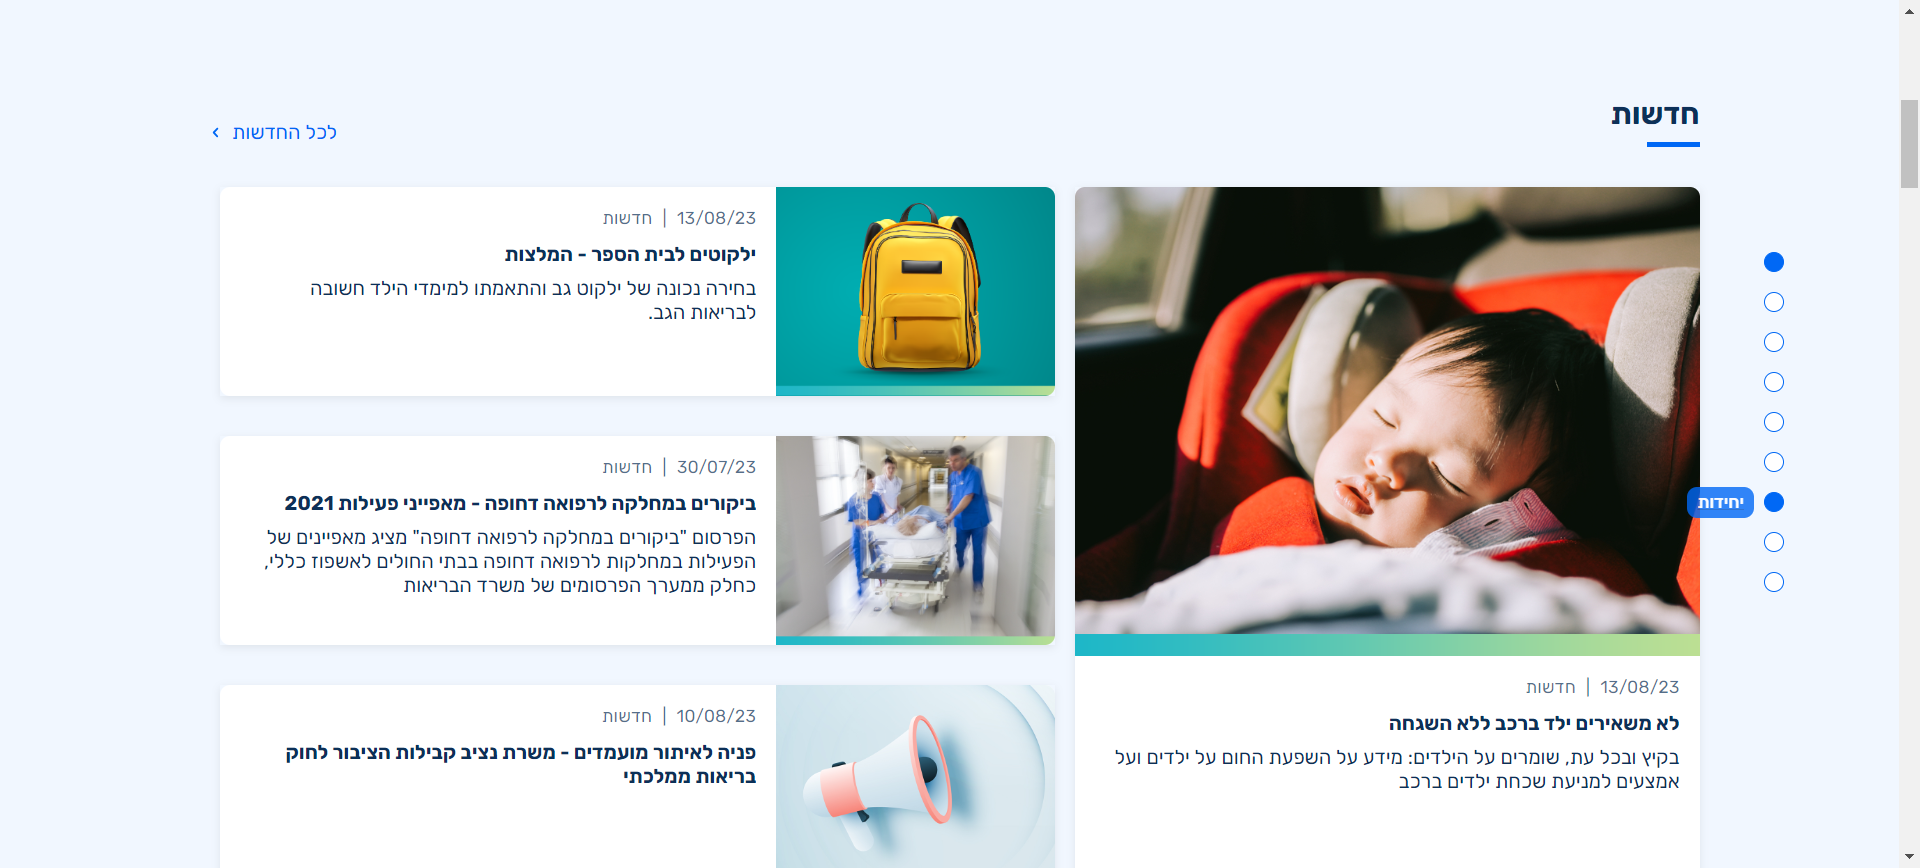 חדשות
לכל החדשות
13/08/23 | חדשות
לא משאירים ילד ברכב ללא השגחה
בקיץ ובכל עת, שומרים על הילדים: מידע על השפעת החום על ילדים ועל
אמצעים למניעת שכחת ילדים ברכב
13/08/23 | חדשות
ילקוטים לבית הספר - המלצות
בחירה נכונה של ילקוט גב והתאמתו למימדי הילד חשובה
לבריאות הגב.
30/07/23 | חדשות
ביקורים במחלקה לרפואה דחופה - מאפייני פעילות 2021
הפרסום "ביקורים במחלקה לרפואה דחופה" מציג מאפיינים של
הפעילות במחלקות לרפואה דחופה בבתי החולים לאשפוז כללי,
כחלק ממערך הפרסומים של משרד הבריאות
10/08/23 | חדשות
פניה לאיתור מועמדים - משרת נציב קבילות הציבור לחוק
בריאות ממלכתי
יחידות